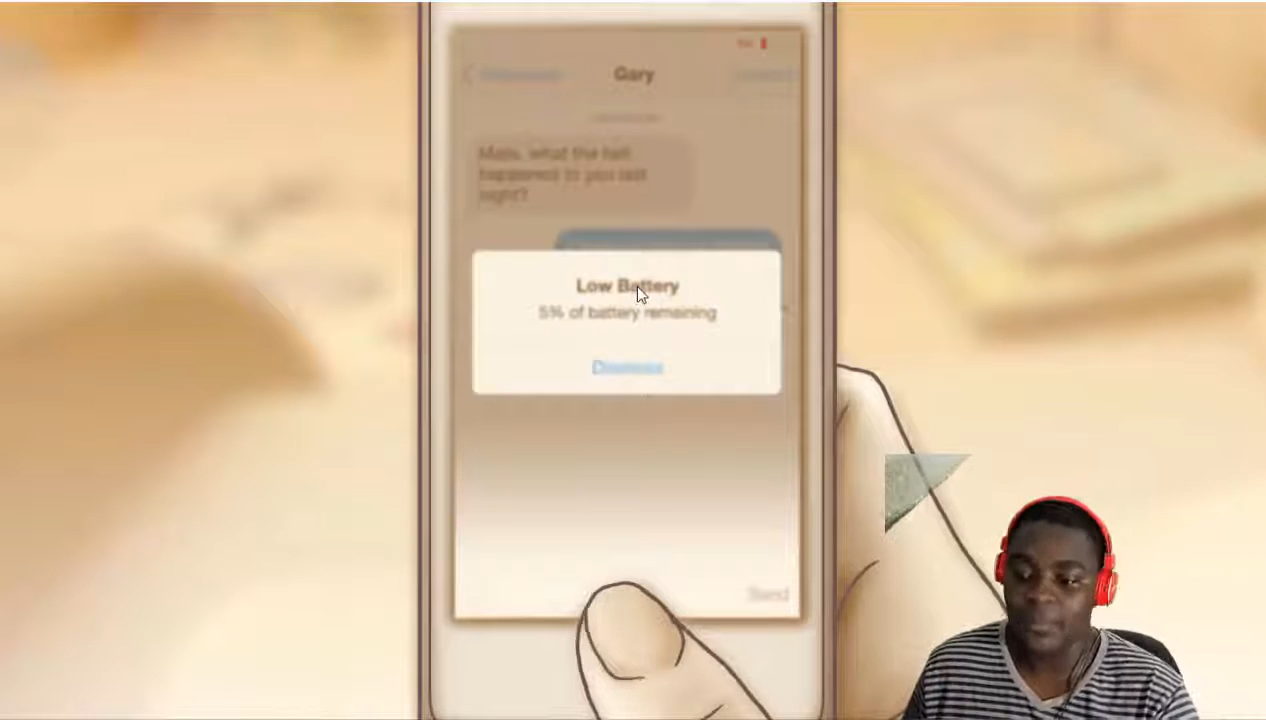 Gary
Mate, what the hell
happened to you last
night?
Low Battery
5% of battery remaining
Dismiss
Send